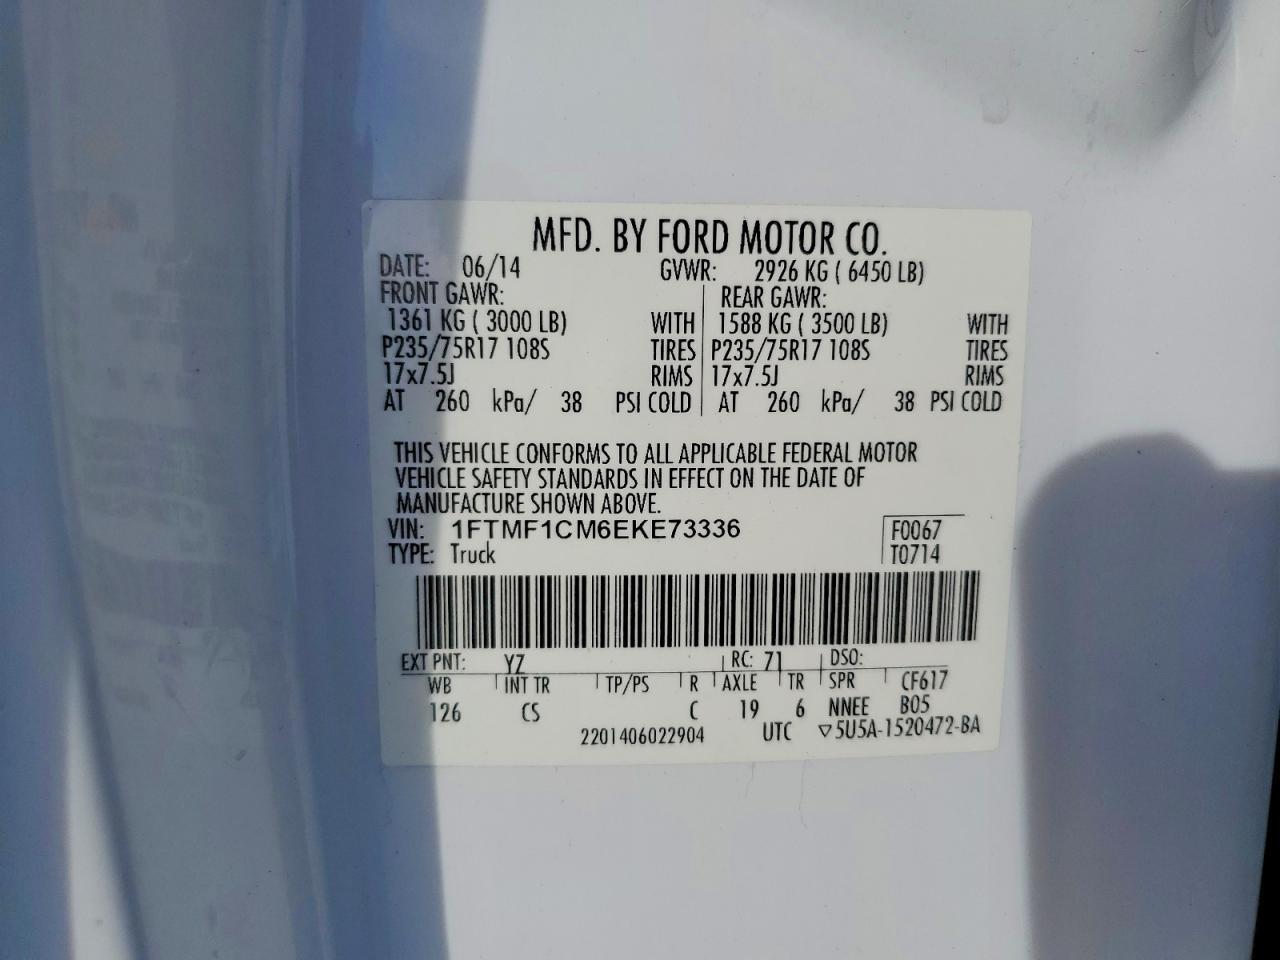 MFD. BY FORD MOTOR CO.
DATE: 06/14 GVWR: 2926 KG ( 6450 LB)
FRONT GAWR: REAR GAWR:
1361 KG ( 3000 LB) WITH 1588 KG ( 3500 LB) WITH
P235/75R17 108S TIRES P235/75R17 108S TIRES
17x7.5J RIMS 17x7.5J RIMS
AT 260 kPa/ 38 PSI COLD AT 260 kPa/ 38 PSI COLD
THIS VEHICLE CONFORMS TO ALL APPLICABLE FEDERAL MOTOR
VEHICLE SAFETY STANDARDS IN EFFECT ON THE DATE OF
MANUFACTURE SHOWN ABOVE.
VIN: 1FTMF1CM6EKE73336 F0067
TYPE: Truck T0714
EXT PNT: YZ RC: 71 DSO:
WB INT TR TP/PS R AXLE TR SPR CF617
126 CS C 19 6 NNEE B05
2201406022904 UTC ▽5U5A-1520472-BA